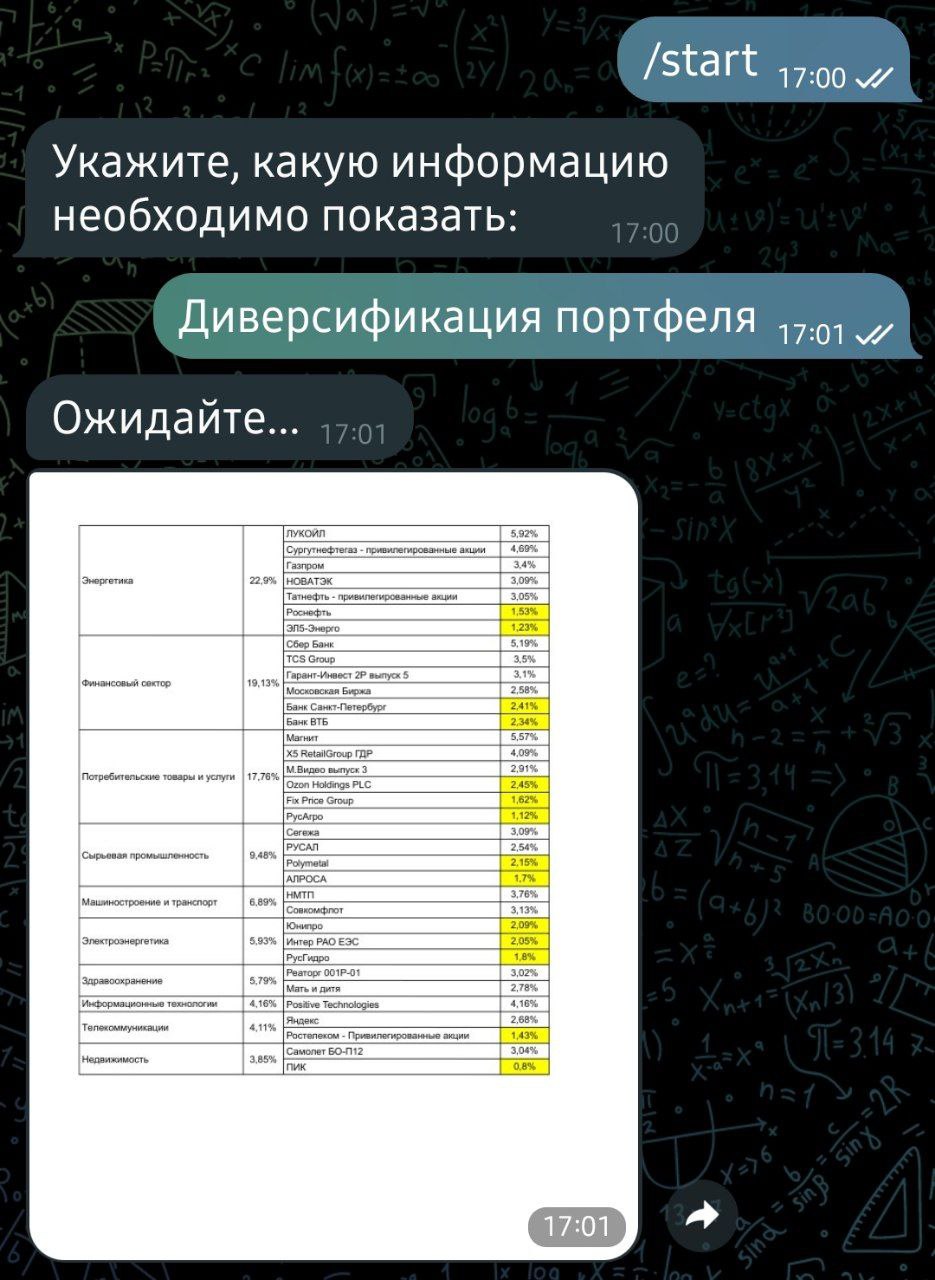 /start 17:00
Укажите, какую информацию
необходимо показать: 17:00
Диверсификация портфеля 17:01
Ожидайте... 17:01
Энергетика 22,9% ЛУКОЙЛ 5,92%
Сургутнефтегаз - привилегированные акции 4,69%
Газпром 3,4%
НОВАТЭК 3,09%
Татнефть - привилегированные акции 3,05%
Роснефть 1,53%
ЭЛ5-Энерго 1,23%
Финансовый сектор 19,13% Сбер Банк 5,19%
TCS Group 3,5%
Гарант-Инвест 2Р выпуск 5 3,1%
Московская Биржа 2,58%
Банк Санкт-Петербург 2,41%
Банк ВТБ 2,34%
Потребительские товары и услуги 17,76% Магнит 5,57%
X5 RetailGroup ГДР 4,09%
М.Видео выпуск 3 2,91%
Ozon Holdings PLC 2,45%
Fix Price Group 1,62%
РусАгро 1,12%
Сырьевая промышленность 9,48% Сегежа 3,09%
РУСАЛ 2,54%
Polymetal 2,15%
АЛРОСА 1,7%
Машиностроение и транспорт 6,89% НМТП 3,76%
Совкомфлот 3,13%
Электроэнергетика 5,93% Юнипро 2,09%
Интер РАО ЕЭС 2,05%
РусГидро 1,8%
Здравоохранение 5,79% Реаторг 001Р-01 3,02%
Мать и дитя 2,78%
Информационные технологии 4,16% Positive Technologies 4,16%
Телекоммуникации 4,11% Яндекс 2,68%
Ростелеком - Привилегированные акции 1,43%
Недвижимость 3,85% Самолет БО-П12 3,04%
ПИК 0,8%
17:01